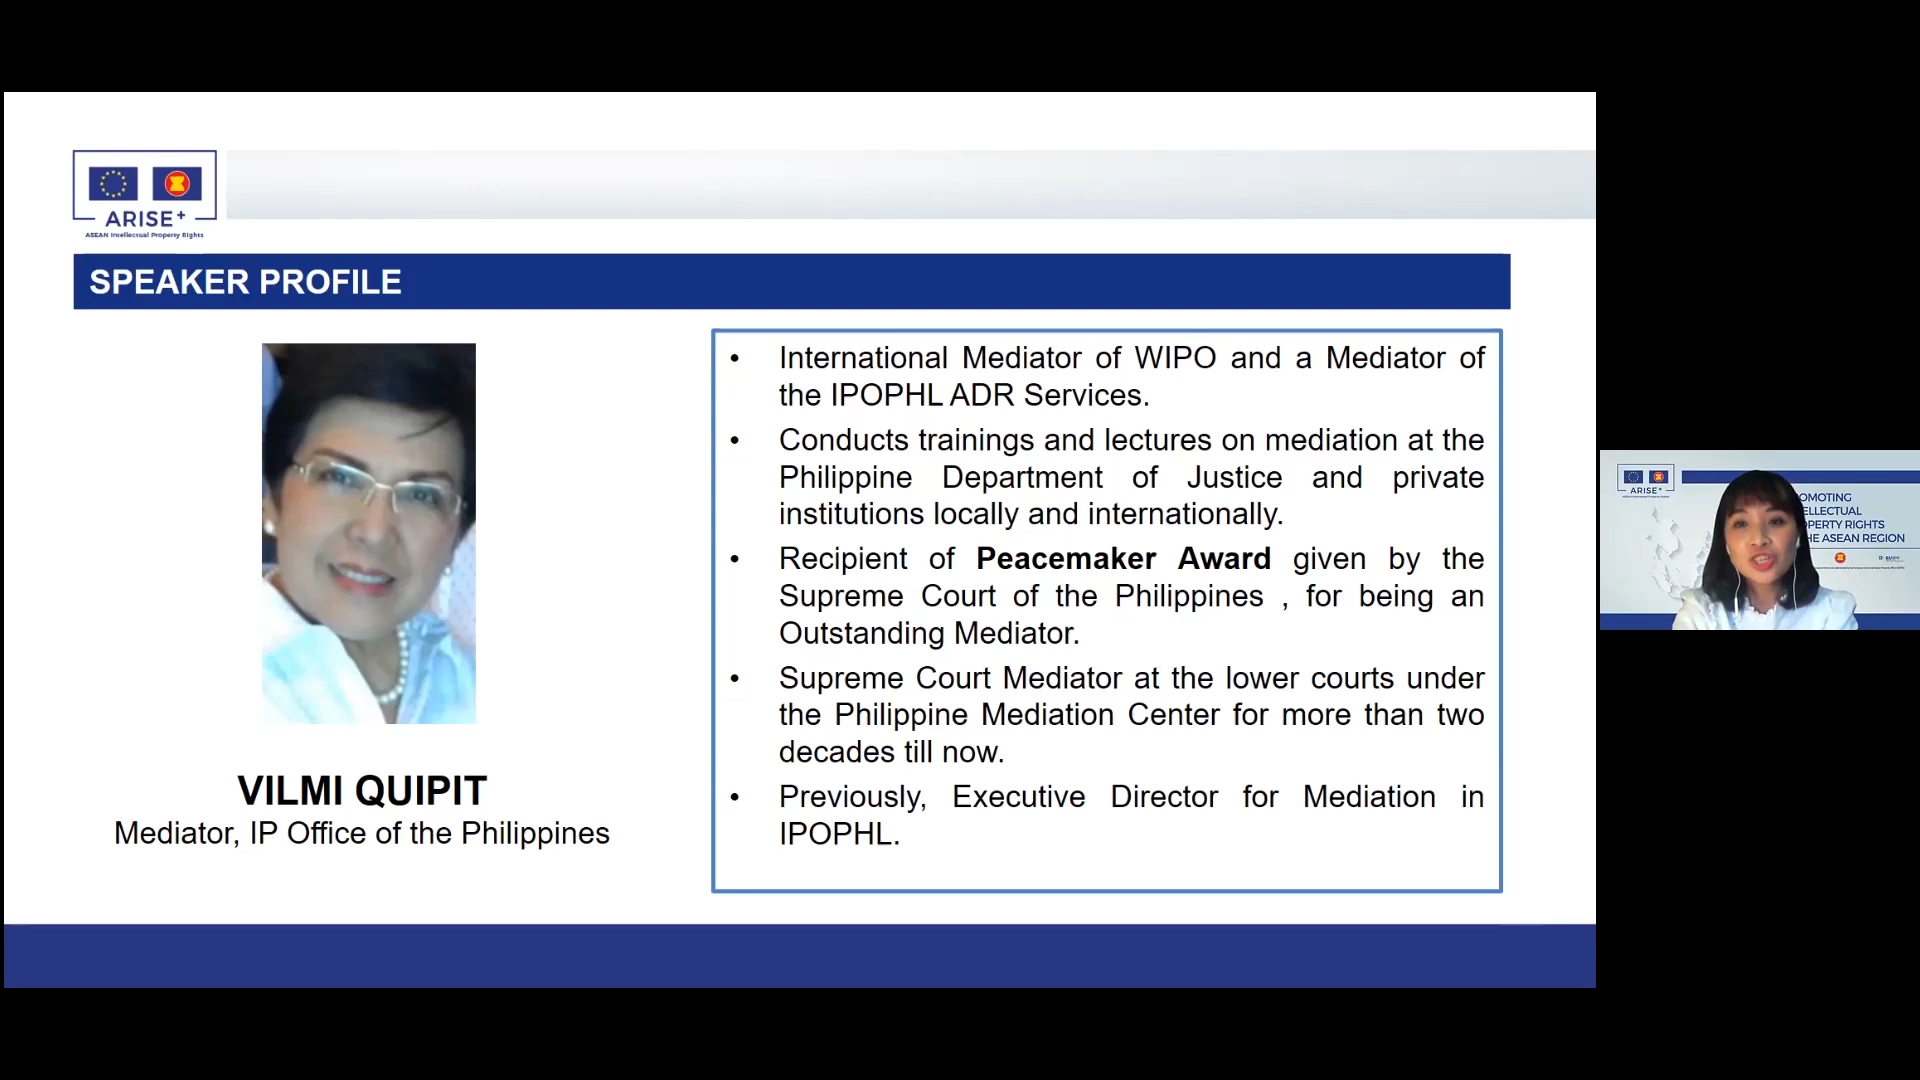 ARISE+
ASEAN Intellectual Property Rights
SPEAKER PROFILE
VILMI QUIPIT
Mediator, IP Office of the Philippines
• International Mediator of WIPO and a Mediator of
the IPOPHL ADR Services.
• Conducts trainings and lectures on mediation at the
Philippine Department of Justice and private
institutions locally and internationally.
• Recipient of Peacemaker Award given by the
Supreme Court of the Philippines , for being an
Outstanding Mediator.
• Supreme Court Mediator at the lower courts under
the Philippine Mediation Center for more than two
decades till now.
• Previously, Executive Director for Mediation in
IPOPHL.
ARISE+
OMOTING
ELLECTUAL
OPERTY RIGHTS
HE ASEAN REGION